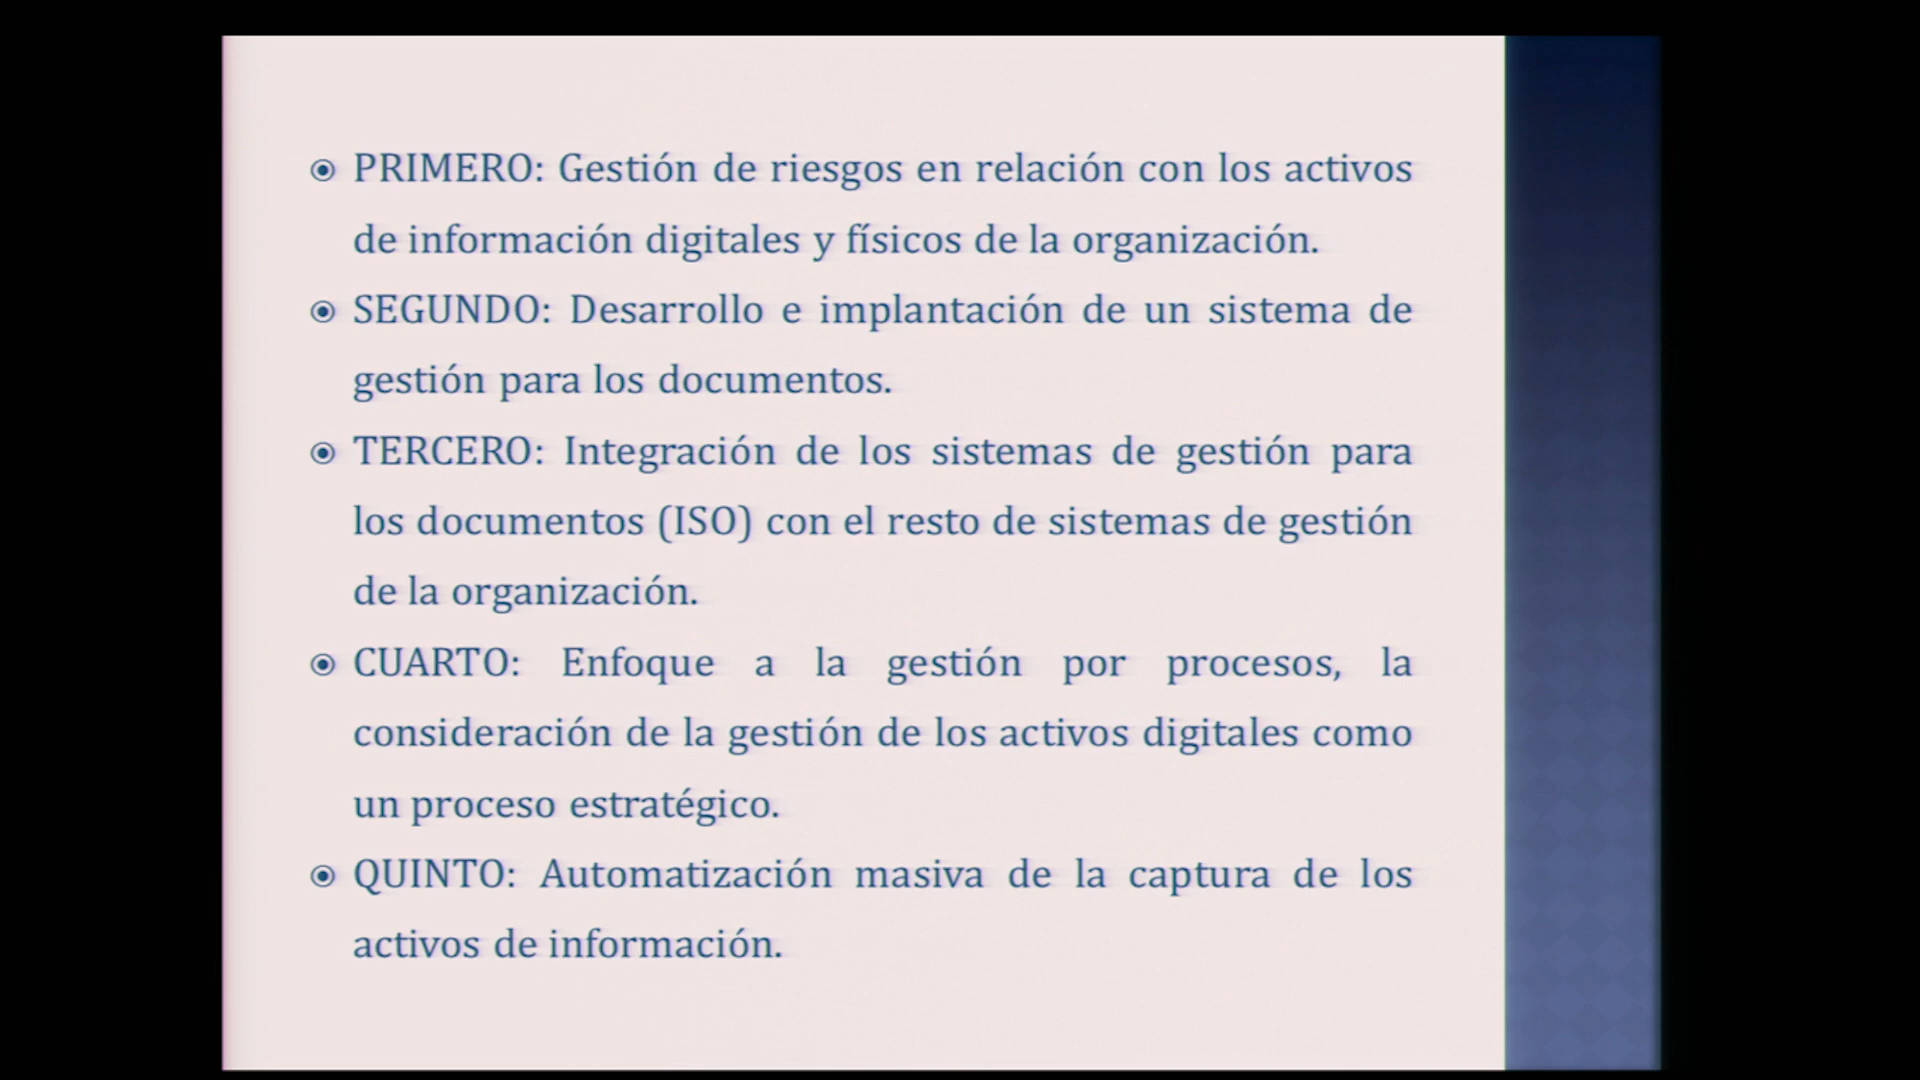 PRIMERO: Gestión de riesgos en relación con los activos
de información digitales y físicos de la organización.
SEGUNDO: Desarrollo e implantación de un sistema de
gestión para los documentos.
TERCERO: Integración de los sistemas de gestión para
los documentos (ISO) con el resto de sistemas de gestión
de la organización.
CUARTO: Enfoque a la gestión por procesos, la
consideración de la gestión de los activos digitales como
un proceso estratégico.
QUINTO: Automatización masiva de la captura de los
activos de información.